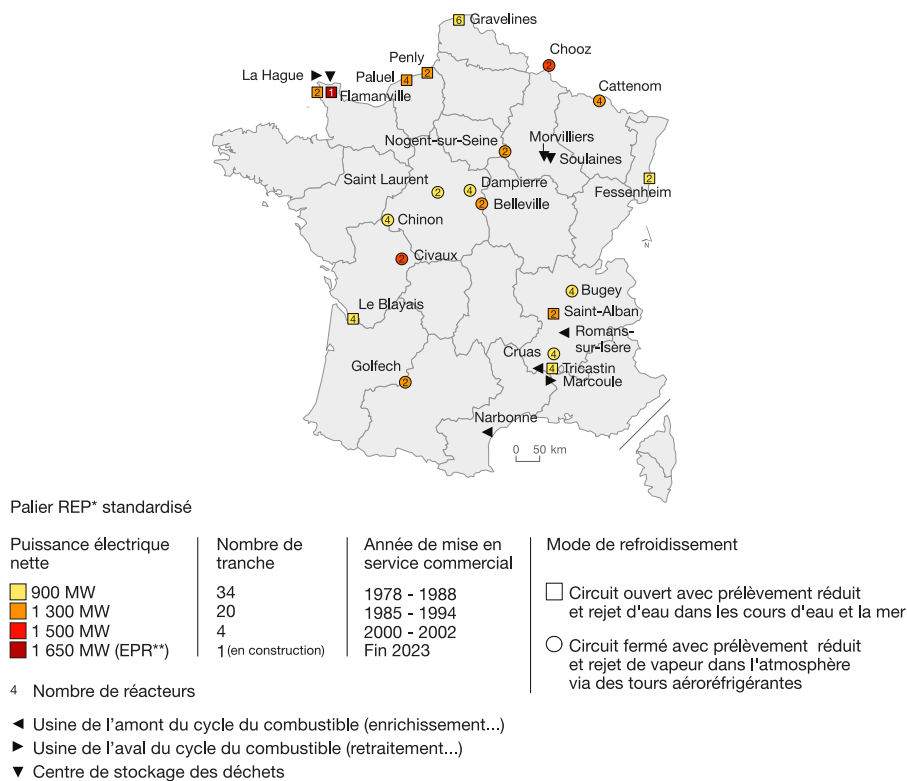 6 Gravelines
Chooz
2
Penly
2
La Hague
Paluel
4
Cattenom
4
2 1 Flamanville
Nogent-sur-Seine
2
Morvilliers
Soulaines
Saint Laurent
2
4 Dampierre
2 Belleville
2
Fessenheim
N
4 Chinon
2 Civaux
4 Bugey
Le Blayais
4
Saint-Alban
2
Romans-
sur-Isère
Cruas 4
4 Tricastin
Marcoule
Golfech
2
Narbonne
0 50 km
Palier REP* standardisé
Puissance électrique
nette
Nombre de
tranche
Année de mise en
service commercial
Mode de refroidissement
900 MW 34 1978 - 1988
1 300 MW 20 1985 - 1994
1 500 MW 4 2000 - 2002
1 650 MW (EPR**) 1 (en construction) Fin 2023
Circuit ouvert avec prélèvement réduit
et rejet d'eau dans les cours d'eau et la mer
Circuit fermé avec prélèvement réduit
et rejet de vapeur dans l'atmosphère
via des tours aéroréfrigérantes
4 Nombre de réacteurs
Usine de l'amont du cycle du combustible (enrichissement...)
Usine de l'aval du cycle du combustible (retraitement...)
Centre de stockage des déchets